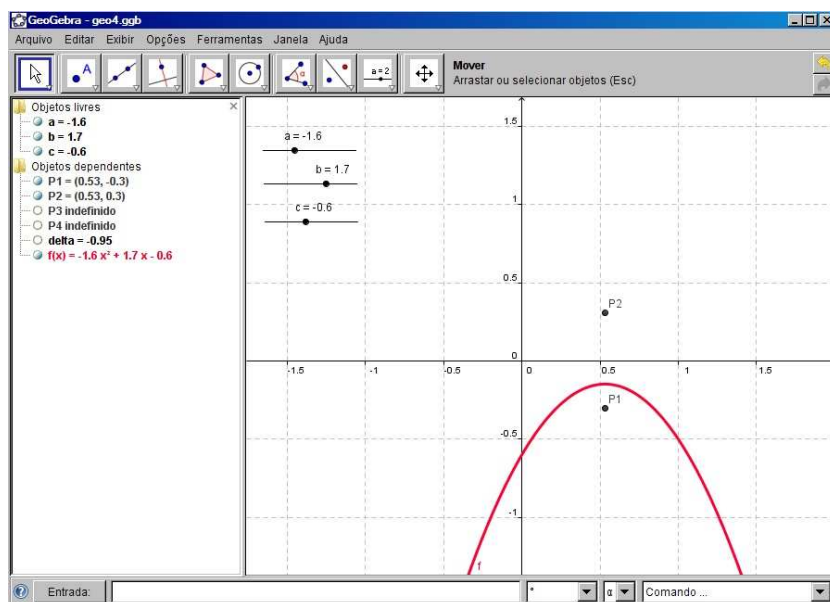 GeoGebra - geo4.ggb
Arquivo Editar Exibir Opções Ferramentas Janela Ajuda
A
α
a = 2
Mover
Arrastar ou selecionar objetos (Esc)
Objetos livres
a = -1.6
b = 1.7
c = -0.6
Objetos dependentes
P1 = (0.53, -0.3)
P2 = (0.53, 0.3)
P3 indefinido
P4 indefinido
delta = -0.95
f(x) = -1.6 x² + 1.7 x - 0.6
a = -1.6
b = 1.7
c = -0.6
1.5
1
0.5
0
-0.5
-1
-1.5
-1
-0.5
0
0.5
1
1.5
P2
P1
f
Entrada:
*
α
Comando ...